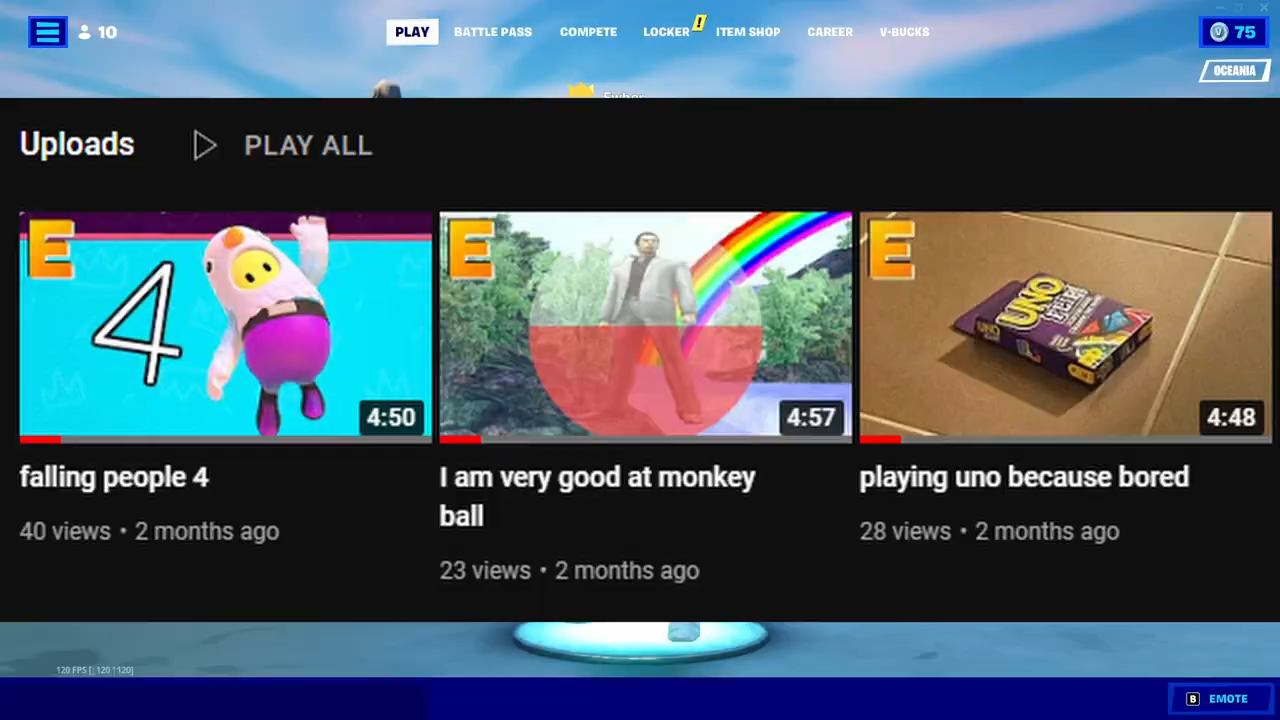 10
PLAY
BATTLE PASS
COMPETE
LOCKER
!
ITEM SHOP
CAREER
V-BUCKS
V
75
OCEANIA
Uploads
PLAY ALL
E
4
4:50
E
4:57
E
UNO
UNO
4:48
falling people 4
40 views • 2 months ago
I am very good at monkey
ball
23 views • 2 months ago
playing uno because bored
28 views • 2 months ago
120 FPS [↓120 ↑120]
B
EMOTE